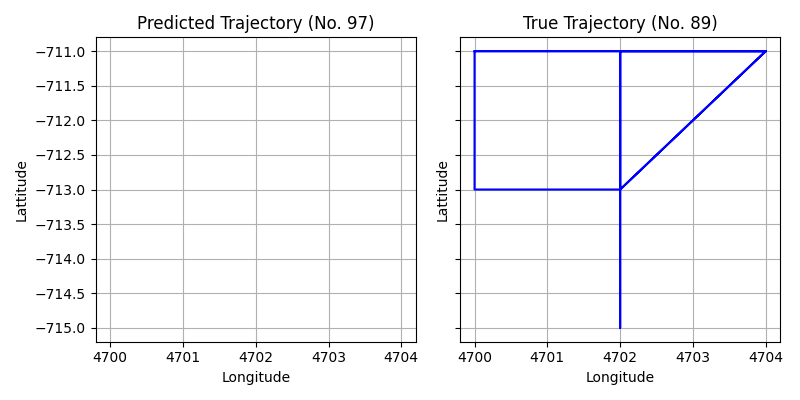 Predicted Trajectory (No. 97)
True Trajectory (No. 89)
−711.0
−711.5
−712.0
−712.5
−713.0
−713.5
−714.0
−714.5
−715.0
Lattitude
Lattitude
4700 4701 4702 4703 4704
4700 4701 4702 4703 4704
Longitude
Longitude